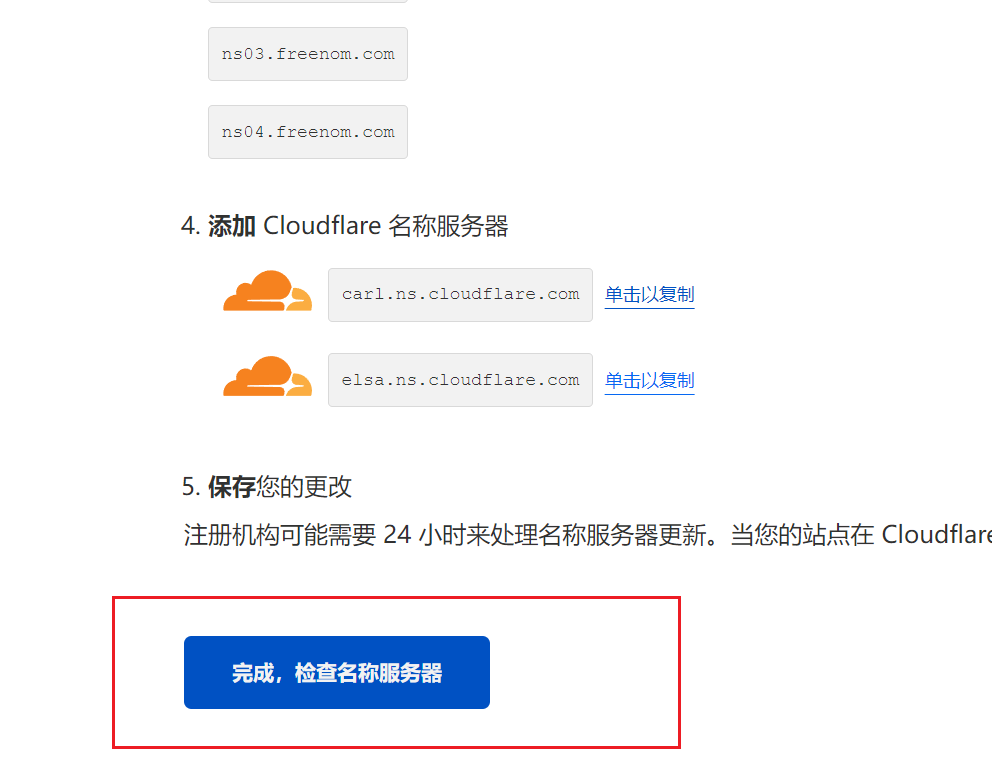 ns03.freenom.com
ns04.freenom.com
4. 添加 Cloudflare 名称服务器
carl.ns.cloudflare.com 单击以复制
elsa.ns.cloudflare.com 单击以复制
5. 保存您的更改
注册机构可能需要 24 小时来处理名称服务器更新。当您的站点在 Cloudflare
完成，检查名称服务器